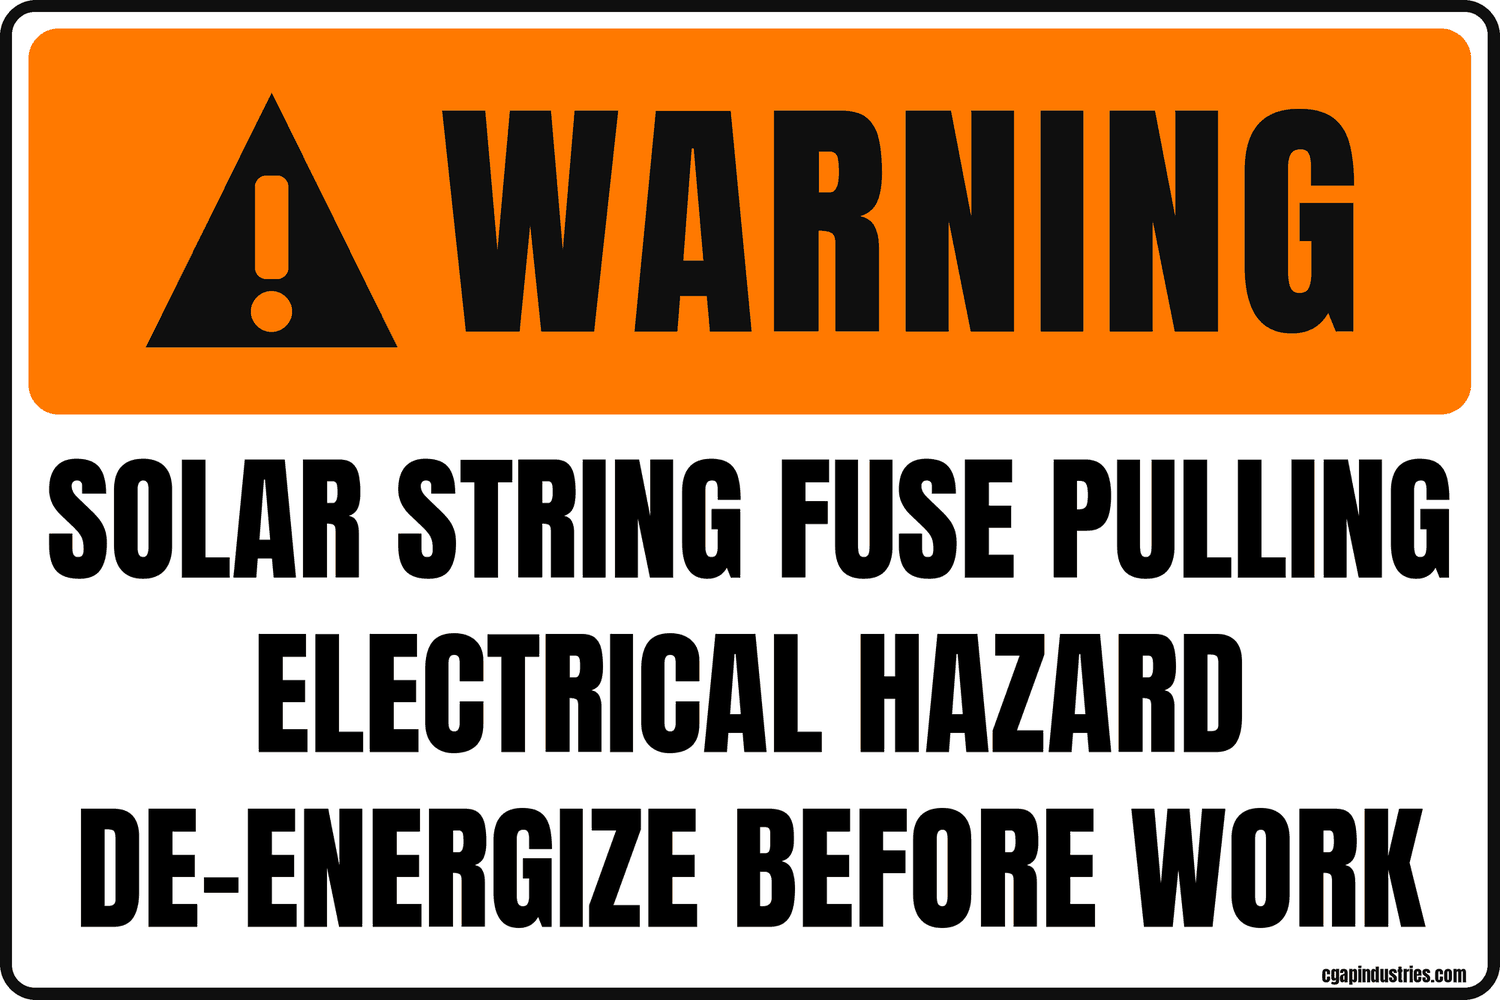 WARNING
SOLAR STRING FUSE PULLING
ELECTRICAL HAZARD
DE-ENERGIZE BEFORE WORK
cgapindustries.com